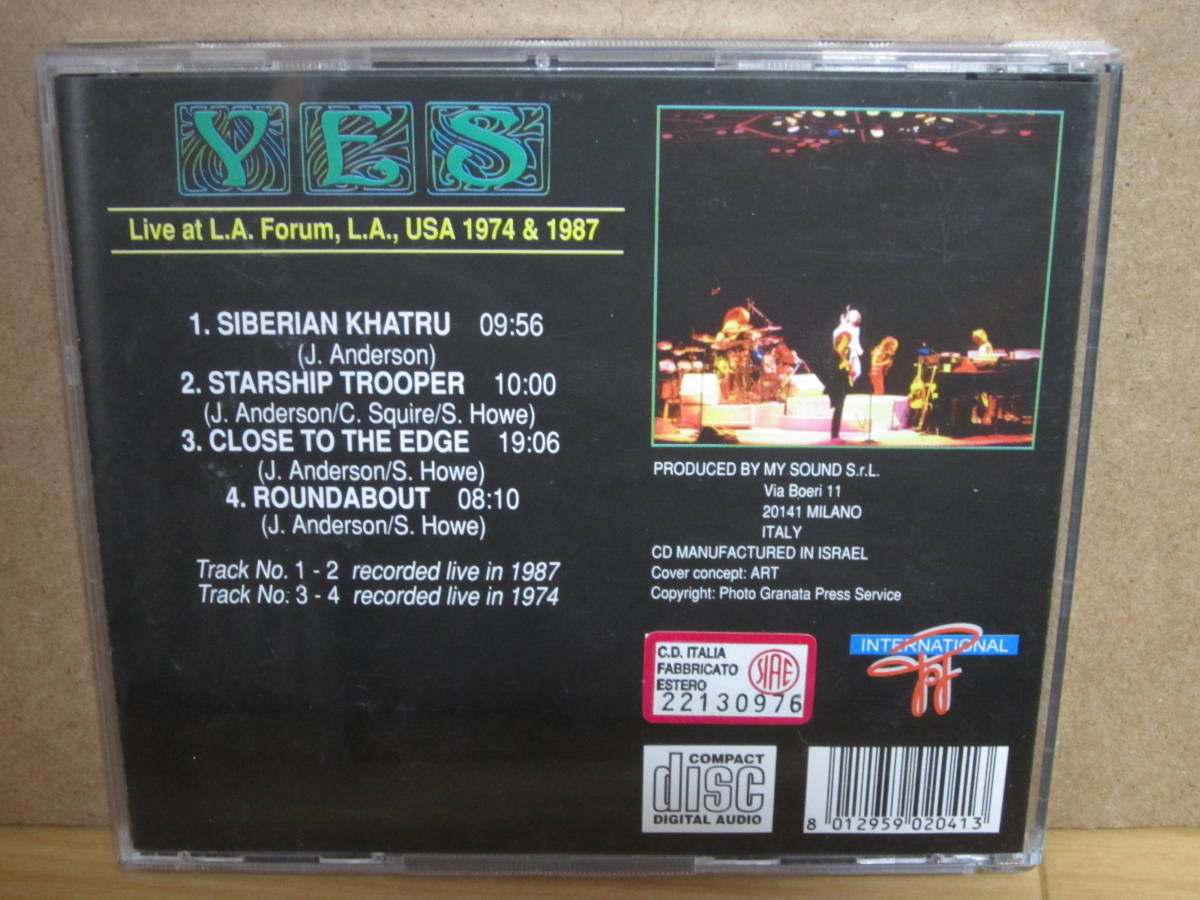 YES
Live at L.A. Forum, L.A., USA 1974 & 1987
1. SIBERIAN KHATRU 09:56
(J. Anderson)
2. STARSHIP TROOPER 10:00
(J. Anderson/C. Squire/S. Howe)
3. CLOSE TO THE EDGE 19:06
(J. Anderson/S. Howe)
4. ROUNDABOUT 08:10
(J. Anderson/S. Howe)
Track No. 1 - 2 recorded live in 1987
Track No. 3 - 4 recorded live in 1974
PRODUCED BY MY SOUND S.r.L.
Via Boeri 11
20141 MILANO
ITALY
CD MANUFACTURED IN ISRAEL
Cover concept: ART
Copyright: Photo Granata Press Service
C.D. ITALIA
FABBRICATO
ESTERO
SIAE
22130976
INTERNATIONAL
COMPACT
disc
DIGITAL AUDIO
8 012959 020413